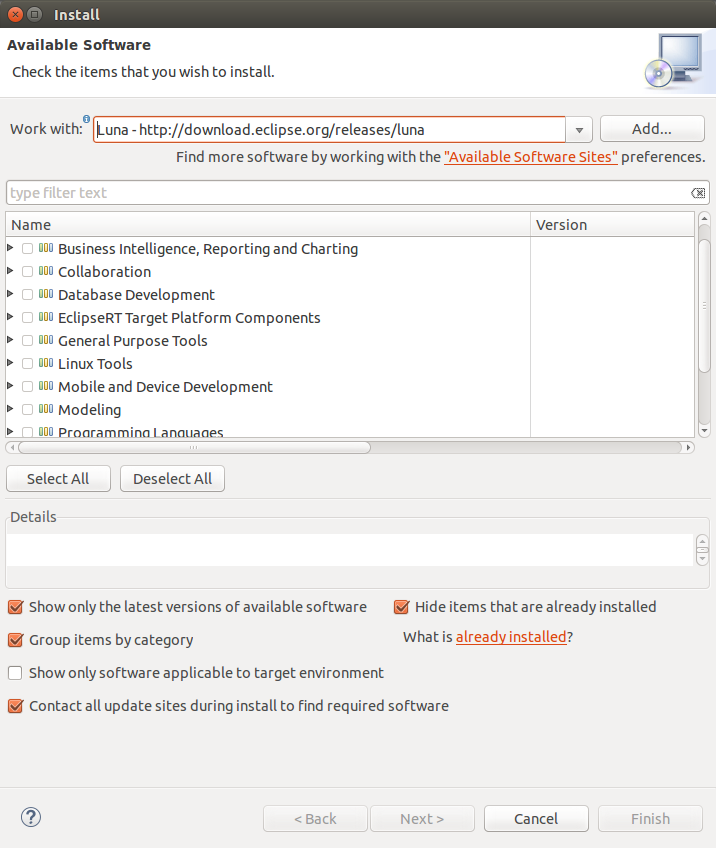 Install
Available Software
Check the items that you wish to install.
Work with: Luna - http://download.eclipse.org/releases/luna Add...
Find more software by working with the "Available Software Sites" preferences.
type filter text
Name Version
Business Intelligence, Reporting and Charting
Collaboration
Database Development
EclipseRT Target Platform Components
General Purpose Tools
Linux Tools
Mobile and Device Development
Modeling
Programming Languages
Select All Deselect All
Details
Show only the latest versions of available software Hide items that are already installed
Group items by category What is already installed?
Show only software applicable to target environment
Contact all update sites during install to find required software
? < Back Next > Cancel Finish